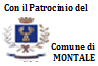 Con il Patrocinio del
Comune di
MONTALE